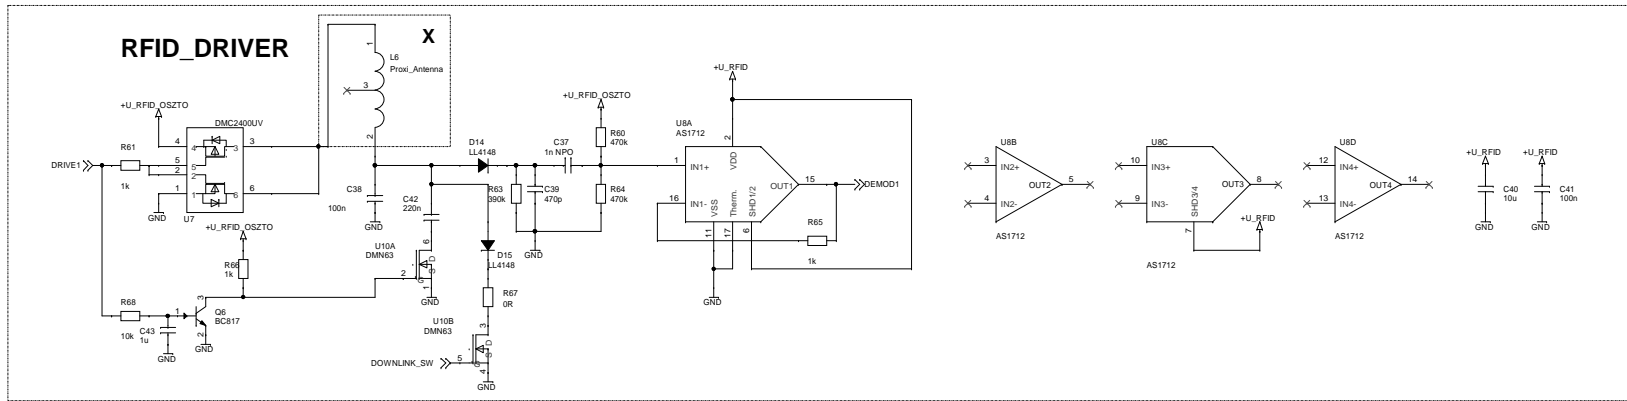 RFID_DRIVER
X
1
L6
Proxi_Antenna
3
2
+U_RFID_OSZTO
DMC2400UV
4
4
3
3
DRIVE1
R61
1k
5
5
2
2
1
1
6
6
GND
U7
+U_RFID_OSZTO
R66
1k
R68
10k
C43
1u
GND
1
3
2
Q6
BC817
GND
C38
100n
GND
C42
220n
U10A
DMN63
6
2
G
S
D
1
GND
D14
LL4148
D15
LL4148
R67
0R
U10B
DMN63
3
5
G
S
D
4
GND
DOWNLINK_SW
R63
390k
C39
470p
GND
C37
1n NPO
+U_RFID_OSZTO
R60
470k
R64
470k
+U_RFID
U8A
AS1712
2
VDD
1
IN1+
16
IN1-
VSS
Therm.
SHD1/2
11
17
6
OUT1
15
DEMOD1
R65
1k
GND
U8B
3
IN2+
4
IN2-
OUT2
5
AS1712
U8C
10
IN3+
9
IN3-
OUT3
8
SHD3/4
7
+U_RFID
AS1712
U8D
12
IN4+
13
IN4-
OUT4
14
AS1712
+U_RFID
C40
10u
GND
+U_RFID
C41
100n
GND